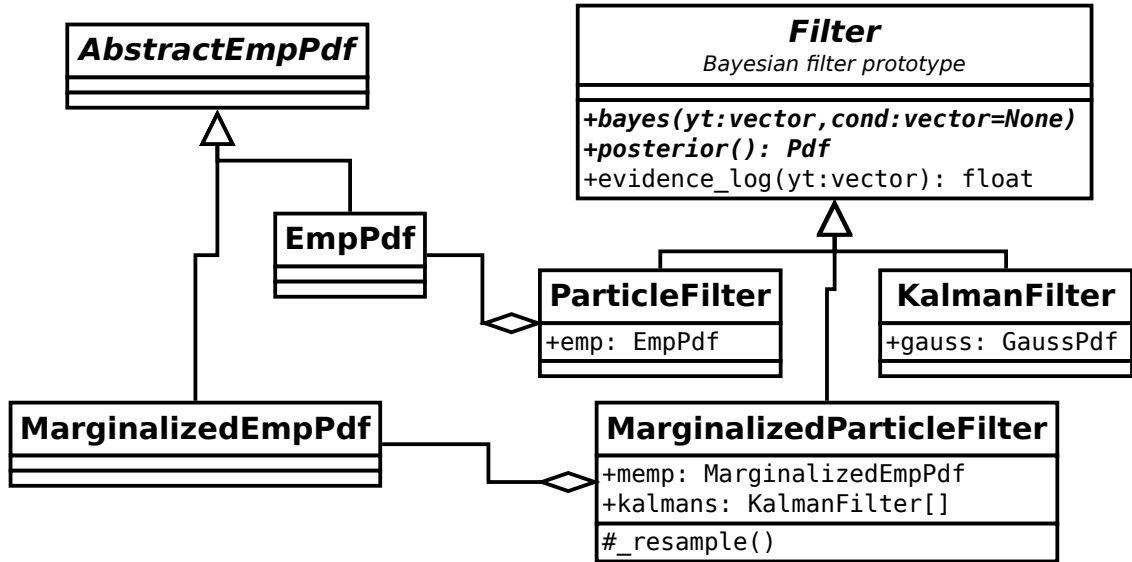 AbstractEmpPdf
Filter
Bayesian filter prototype
+bayes(yt:vector,cond:vector=None)
+posterior(): Pdf
+evidence_log(yt:vector): float
EmpPdf
ParticleFilter
+emp: EmpPdf
KalmanFilter
+gauss: GaussPdf
MarginalizedEmpPdf
MarginalizedParticleFilter
+memp: MarginalizedEmpPdf
+kalmans: KalmanFilter[]
#_resample()